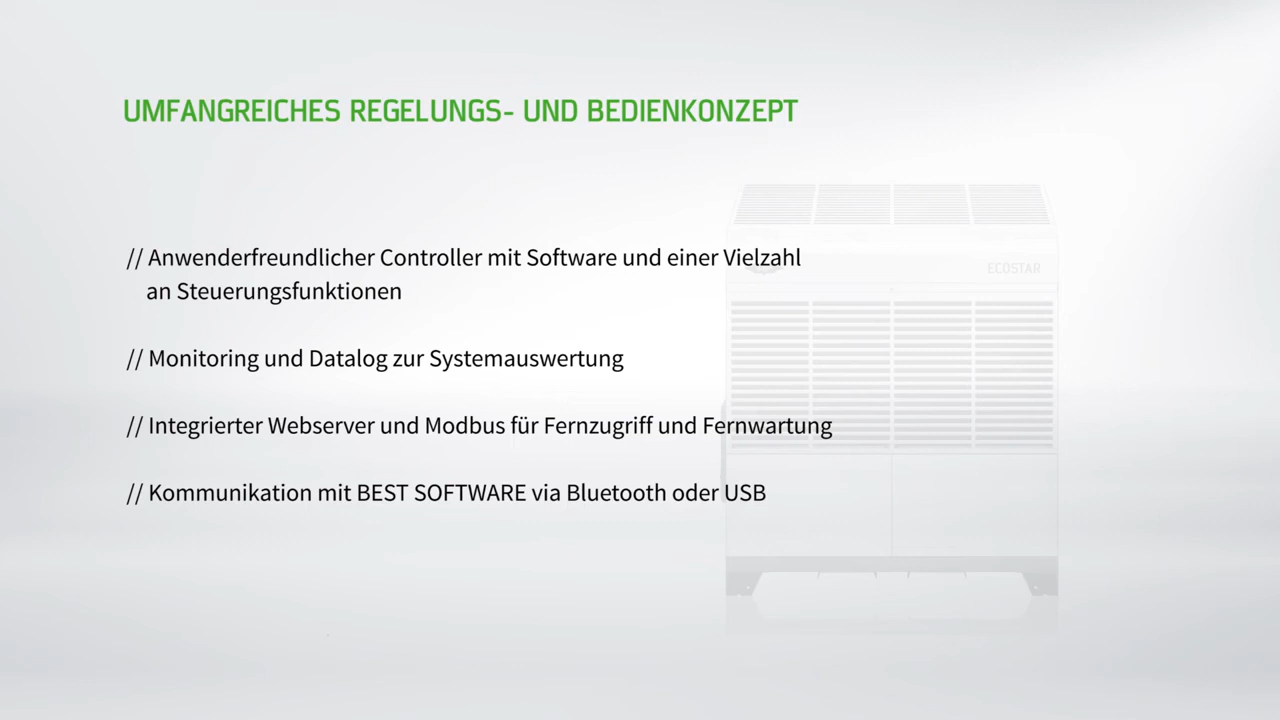 UMFANGREICHES REGELUNGS- UND BEDIENKONZEPT
// Anwenderfreundlicher Controller mit Software und einer Vielzahl
an Steuerungsfunktionen
ECOSTAR
// Monitoring und Datalog zur Systemauswertung
// Integrierter Webserver und Modbus für Fernzugriff und Fernwartung
// Kommunikation mit BEST SOFTWARE via Bluetooth oder USB